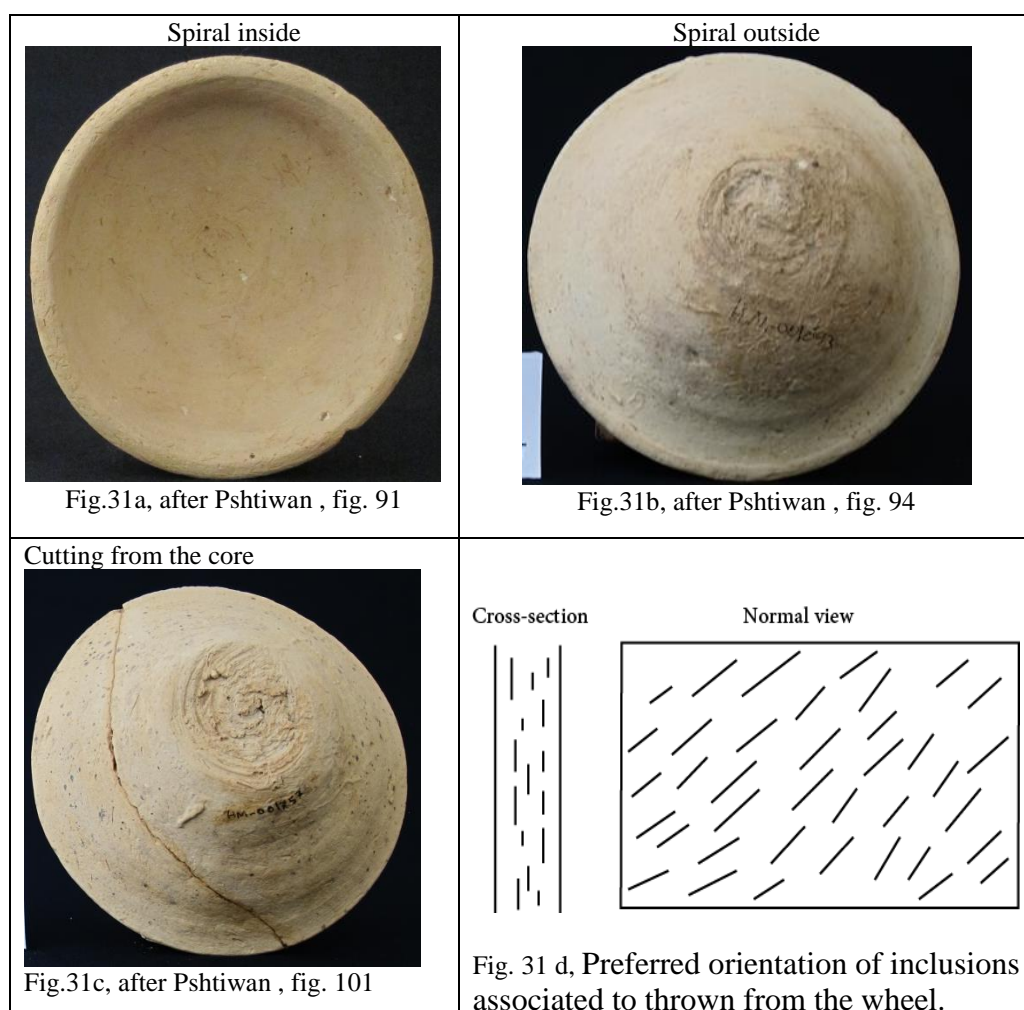 Spiral inside
Fig.31a, after Pshtiwan , fig. 91
Spiral outside
Fig.31b, after Pshtiwan , fig. 94
Cutting from the core
Fig.31c, after Pshtiwan , fig. 101
Cross-section
Normal view
Fig. 31 d, Preferred orientation of inclusions
associated to thrown from the wheel.